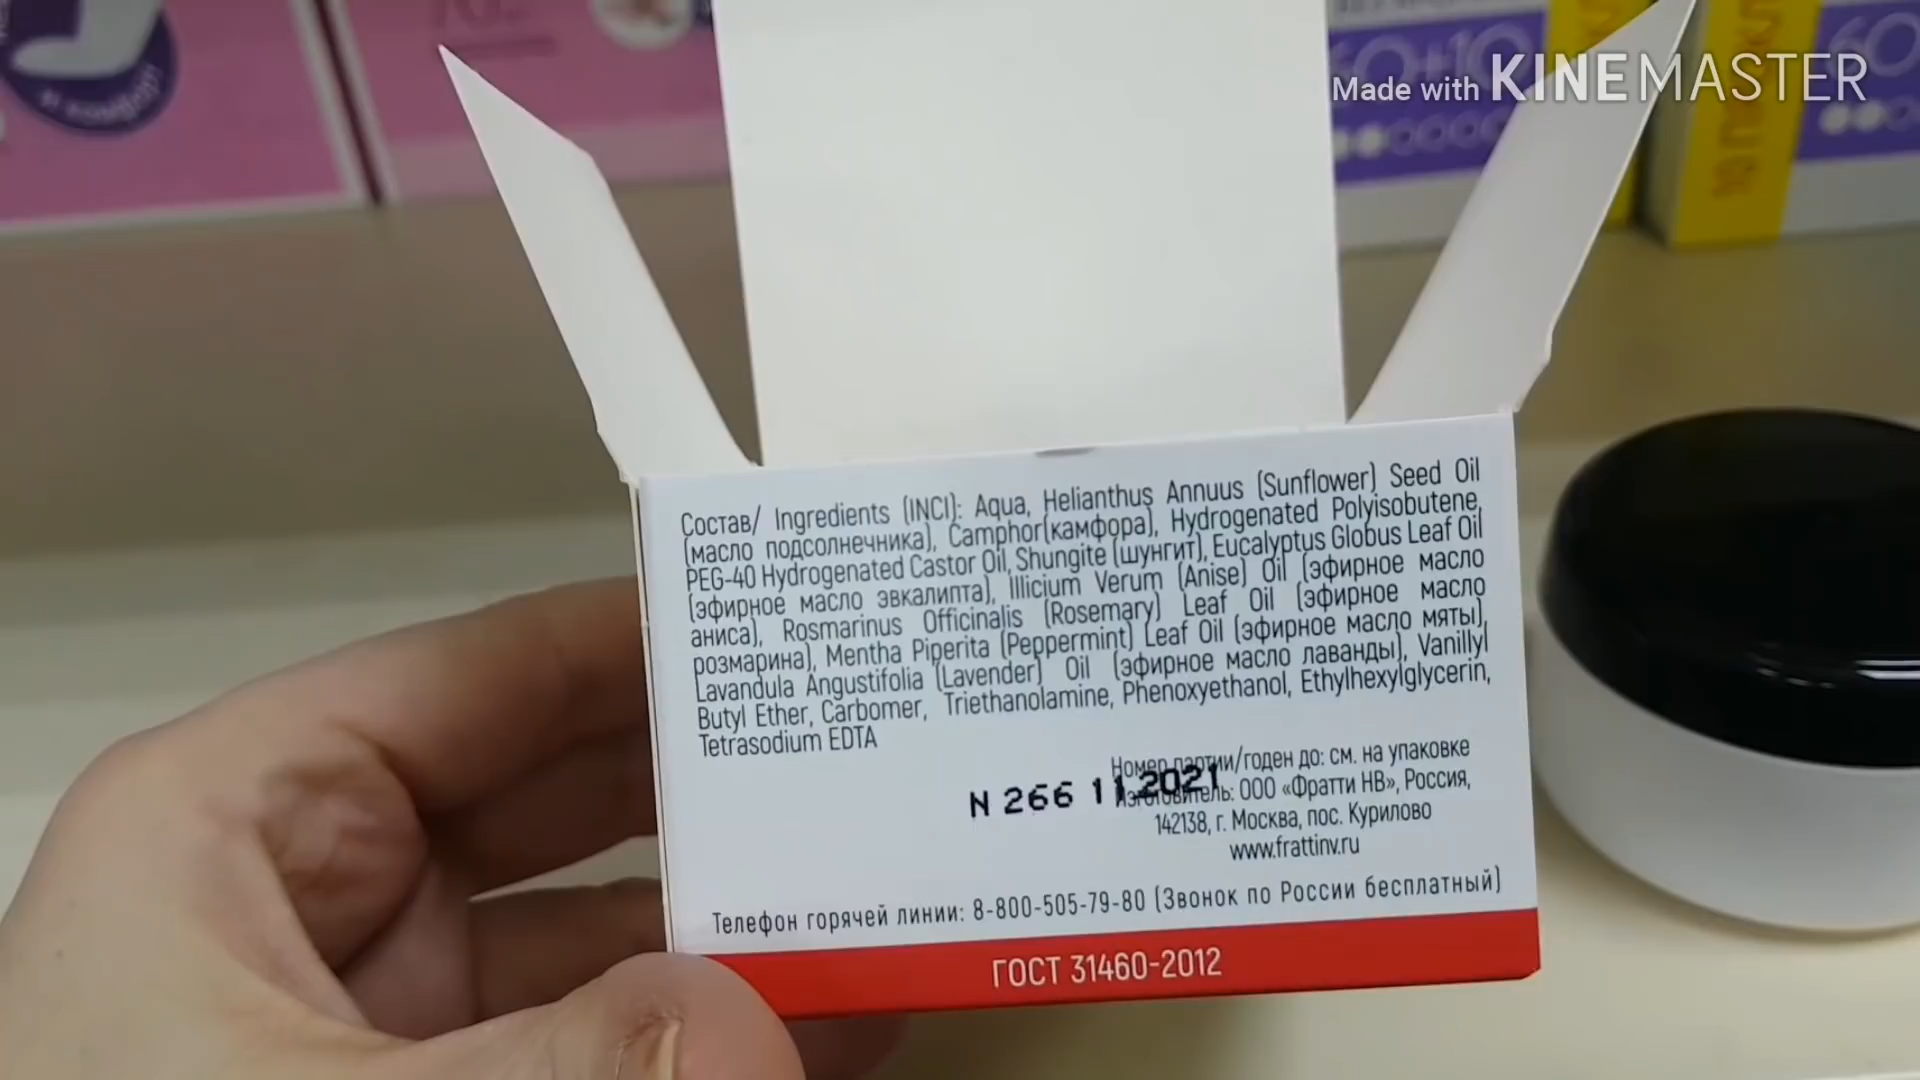 и комфорт
60+10
60
Made with KINEMASTER
Состав/ Ingredients (INCI): Aqua, Helianthus Annuus (Sunflower) Seed Oil
(масло подсолнечника), Camphor(камфора), Hydrogenated Polyisobutene,
PEG-40 Hydrogenated Castor Oil, Shungite (шунгит), Eucalyptus Globus Leaf Oil
(эфирное масло эвкалипта), Illicium Verum (Anise) Oil (эфирное масло
аниса), Rosmarinus Officinalis (Rosemary) Leaf Oil (эфирное масло
розмарина), Mentha Piperita (Peppermint) Leaf Oil (эфирное масло мяты),
Lavandula Angustifolia (Lavender) Oil (эфирное масло лаванды), Vanillyl
Butyl Ether, Carbomer, Triethanolamine, Phenoxyethanol, Ethylhexylglycerin,
Tetrasodium EDTA
Номер партии/годен до: см. на упаковке
N 266 11.2021
Изготовитель: ООО «Фратти НВ», Россия,
142138, г. Москва, пос. Курилово
www.frattinv.ru
Телефон горячей линии: 8-800-505-79-80 (Звонок по России бесплатный)
ГОСТ 31460-2012